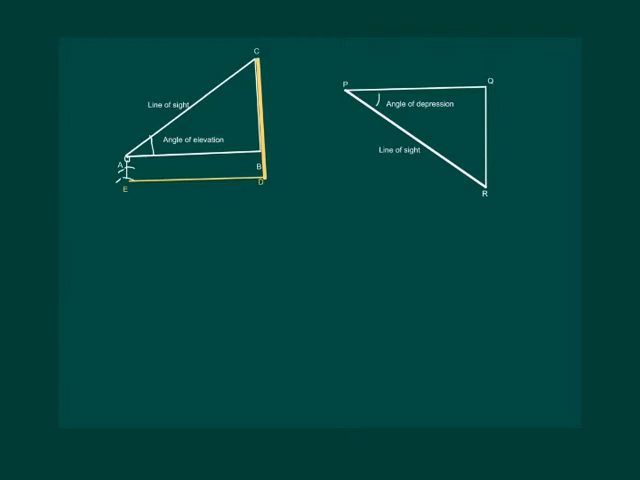 C
Line of sight
Angle of elevation
A
B
E
D
P
Q
Angle of depression
Line of sight
R